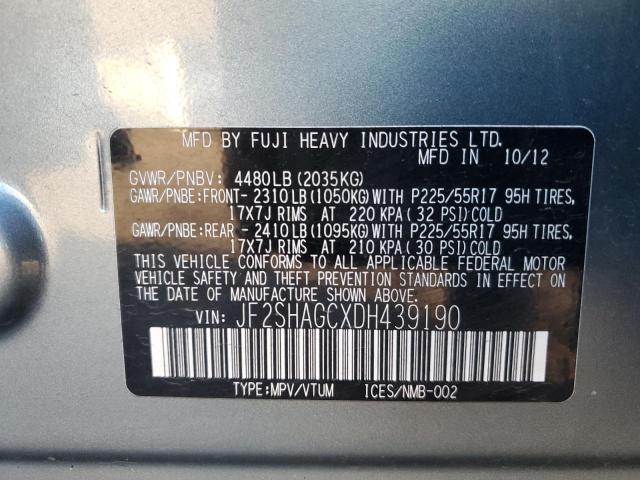 MFD BY FUJI HEAVY INDUSTRIES LTD.
MFD IN 10/12
GVWR/PNBV: 4480LB (2035KG)
GAWR/PNBE:FRONT- 2310LB (1050KG)WITH P225/55R17 95H TIRES,
17X7J RIMS AT 220 KPA ( 32 PSI)COLD
GAWR/PNBE:REAR - 2410LB (1095KG)WITH P225/55R17 95H TIRES,
17X7J RIMS AT 210 KPA ( 30 PSI)COLD
THIS VEHICLE CONFORMS TO ALL APPLICABLE FEDERAL MOTOR
VEHICLE SAFETY AND THEFT PREVENTION STANDARDS IN EFFECT ON
THE DATE OF MANUFACTURE SHOWN ABOVE.
VIN: JF2SHAGCXDH439190
TYPE:MPV/VTUM ICES/NMB-002